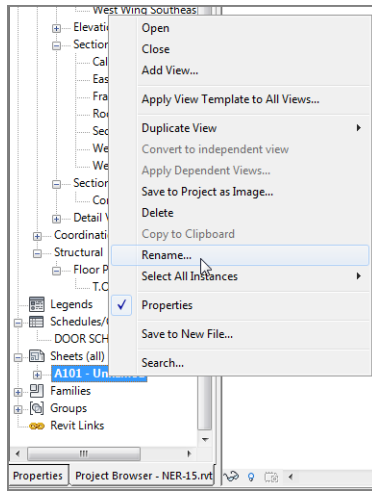 West Wing Southeas
Elevati
Open
Section
Close
Cal
Add View...
Eas
Fra
Apply View Template to All Views...
Roo
Sec
Duplicate View
We
Convert to independent view
We
Apply Dependent Views...
Section
Save to Project as Image...
Co
Delete
Detail V
Copy to Clipboard
Coordinati
Structural
Rename...
Floor P
Select All Instances
T.O
Legends
Properties
Schedules/
DOOR SCH
Save to New File...
Sheets (all)
Search...
A101 - Un
Families
Groups
Revit Links
Properties
Project Browser - NER-15.rvt